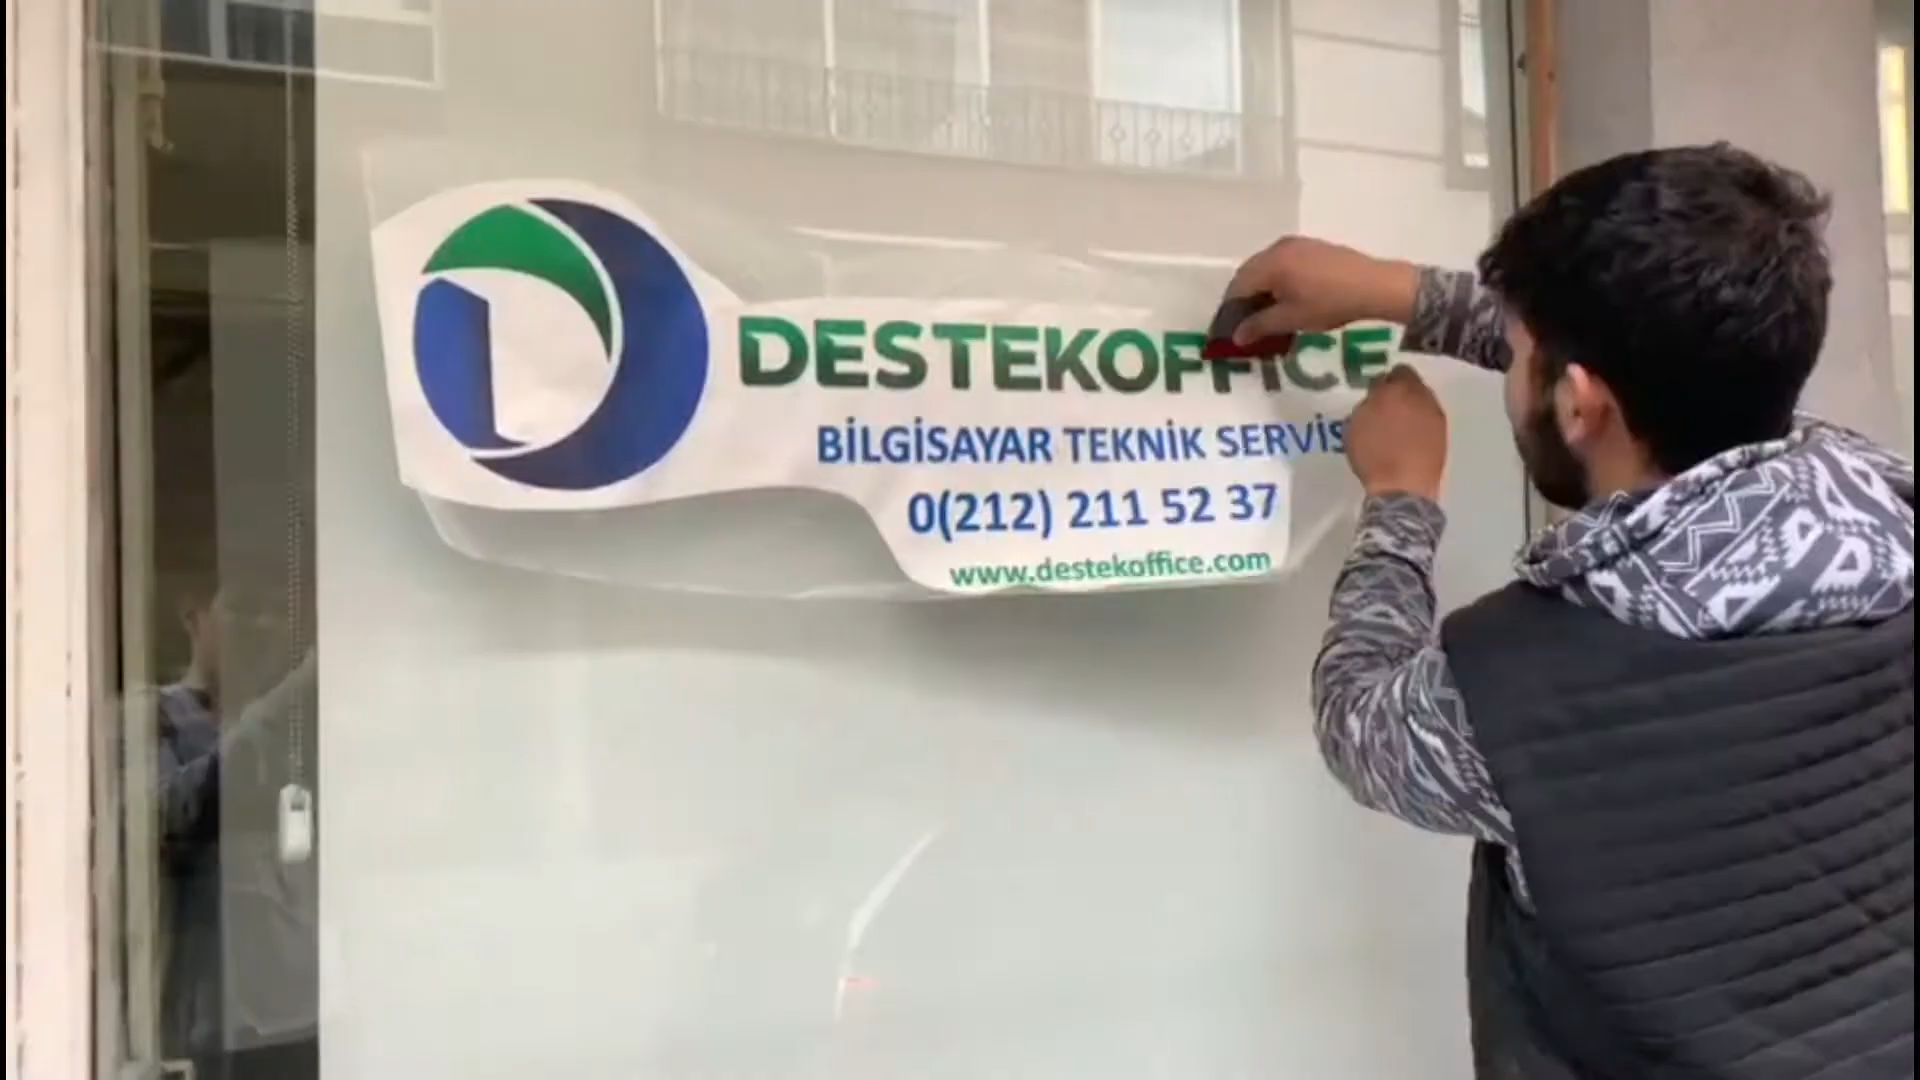 DESTEKOFFICE
BİLGİSAYAR TEKNİK SERVİS
0(212) 211 52 37
www.destekoffice.com